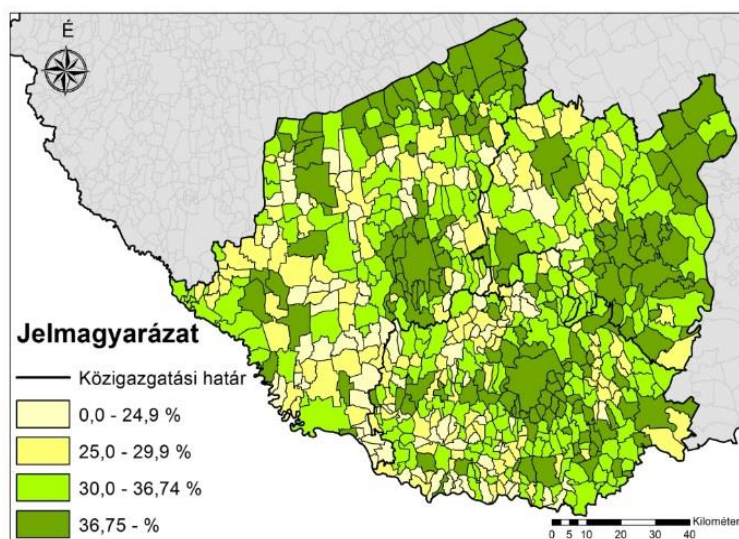 É
Jelmagyarázat
Közigazgatási határ
0,0 - 24,9 %
25,0 - 29,9 %
30,0 - 36,74 %
36,75 - %
Kilométer
0 5 10 20 30 40